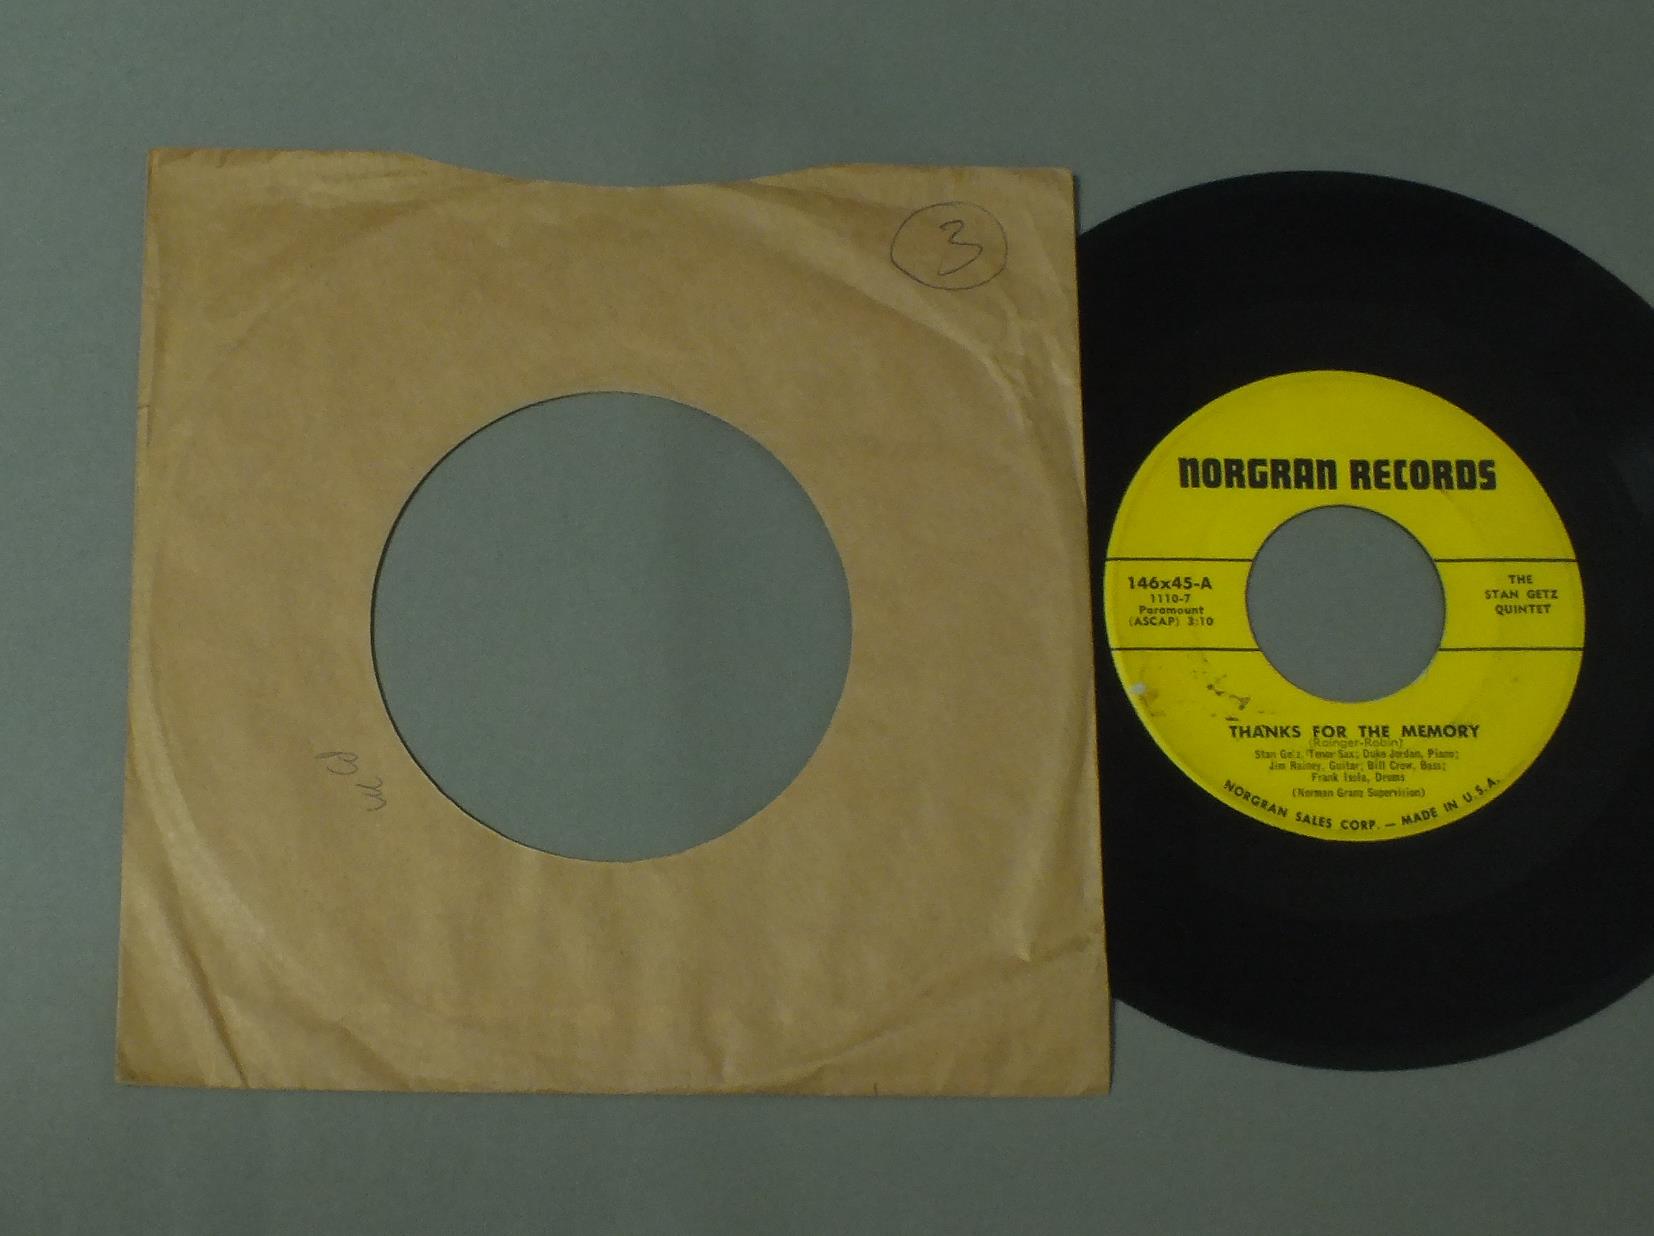 3
NORGRAN RECORDS
146x45-A
1110-7
Paramount
(ASCAP) 3:10
THE
STAN GETZ
QUINTET
THANKS FOR THE MEMORY
(Rainger-Robin)
Stan Getz, Tenor Sax; Duke Jordan, Piano;
Jim Rainey, Guitar; Bill Crow, Bass;
Frank Isola, Drums
(Norman Granz Supervision)
NORGRAN SALES CORP. — MADE IN U.S.A.